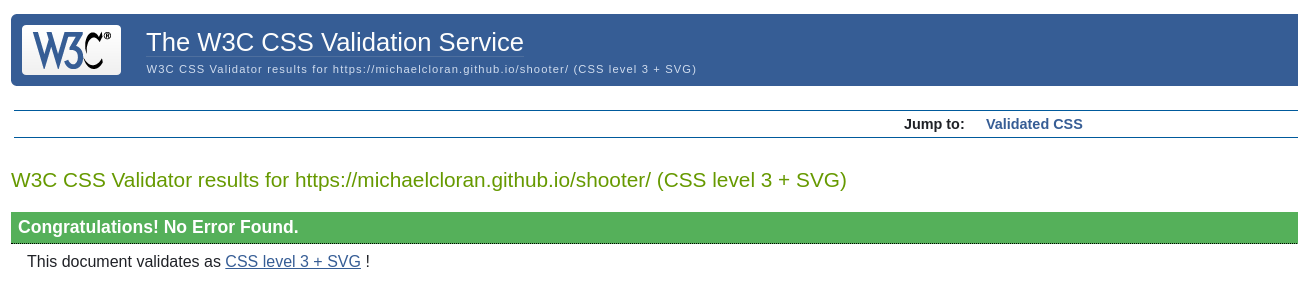 W3C®
The W3C CSS Validation Service
W3C CSS Validator results for https://michaelcloran.github.io/shooter/ (CSS level 3 + SVG)
Jump to: Validated CSS
W3C CSS Validator results for https://michaelcloran.github.io/shooter/ (CSS level 3 + SVG)
Congratulations! No Error Found.
This document validates as CSS level 3 + SVG !